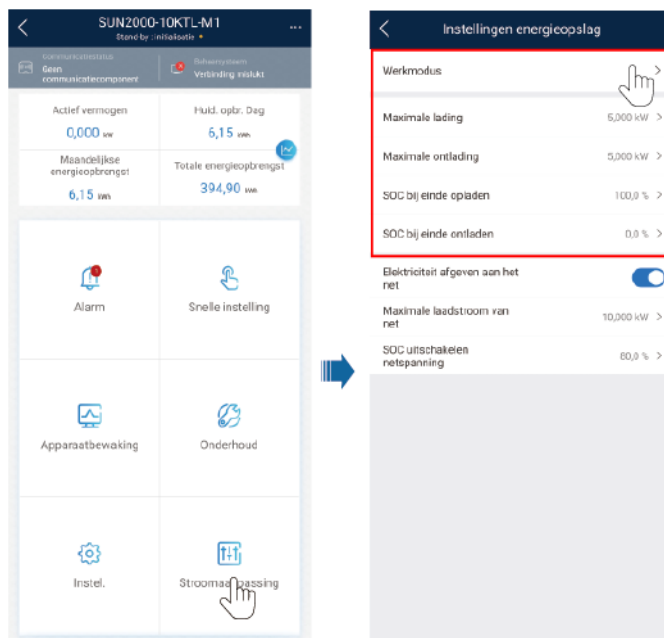 SUN2000-10KTL-M1
Stand-by : initialisatie
Communicatiestatus
Geen
communicatiecomponent
Beheersysteem
Verbinding mislukt
Actief vermogen
0,000 kW
Huid. opbr. Dag
6,15 kWh
Maandelijkse
energieopbrengst
6,15 kWh
Totale energieopbrengst
394,90 kWh
Alarm
Snelle instelling
Apparaatbewaking
Onderhoud
Instel.
Stroomaanpassing
Instellingen energieopslag
Werkmodus
Maximale lading 5,000 kW
Maximale ontlading 5,000 kW
SOC bij einde opladen 100,0 %
SOC bij einde ontladen 0,0 %
Elektriciteit afgeven aan het
net
Maximale laadstroom van
net
10,000 kW
SOC uitschakelen
netspanning